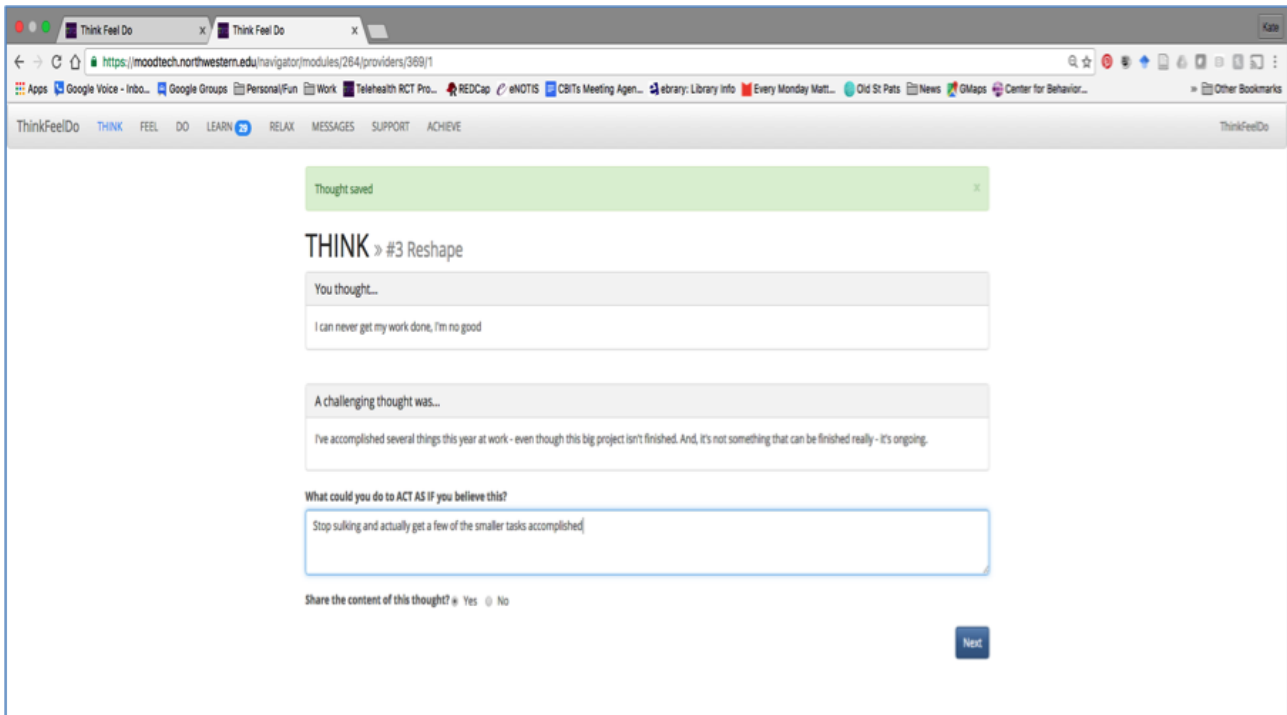 Think Feel Do x Think Feel Do x Kate
https://moodtech.northwestern.edu/navigator/modules/264/providers/369/1
Apps Google Voice - Inbo... Google Groups Personal/Fun Work Telehealth RCT Pro... REDCap eNOTIS CBITs Meeting Agen... ebrary: Library Info Every Monday Matt... Old St Pats News GMaps Center for Behavior... » Other Bookmarks
ThinkFeelDo THINK FEEL DO LEARN 29 RELAX MESSAGES SUPPORT ACHIEVE ThinkFeelDo
Thought saved x
THINK » #3 Reshape
You thought...
I can never get my work done, I'm no good
A challenging thought was...
I've accomplished several things this year at work - even though this big project isn't finished. And, it's not something that can be finished really - it's ongoing.
What could you do to ACT AS IF you believe this?
Stop sulking and actually get a few of the smaller tasks accomplished
Share the content of this thought? Yes No
Next